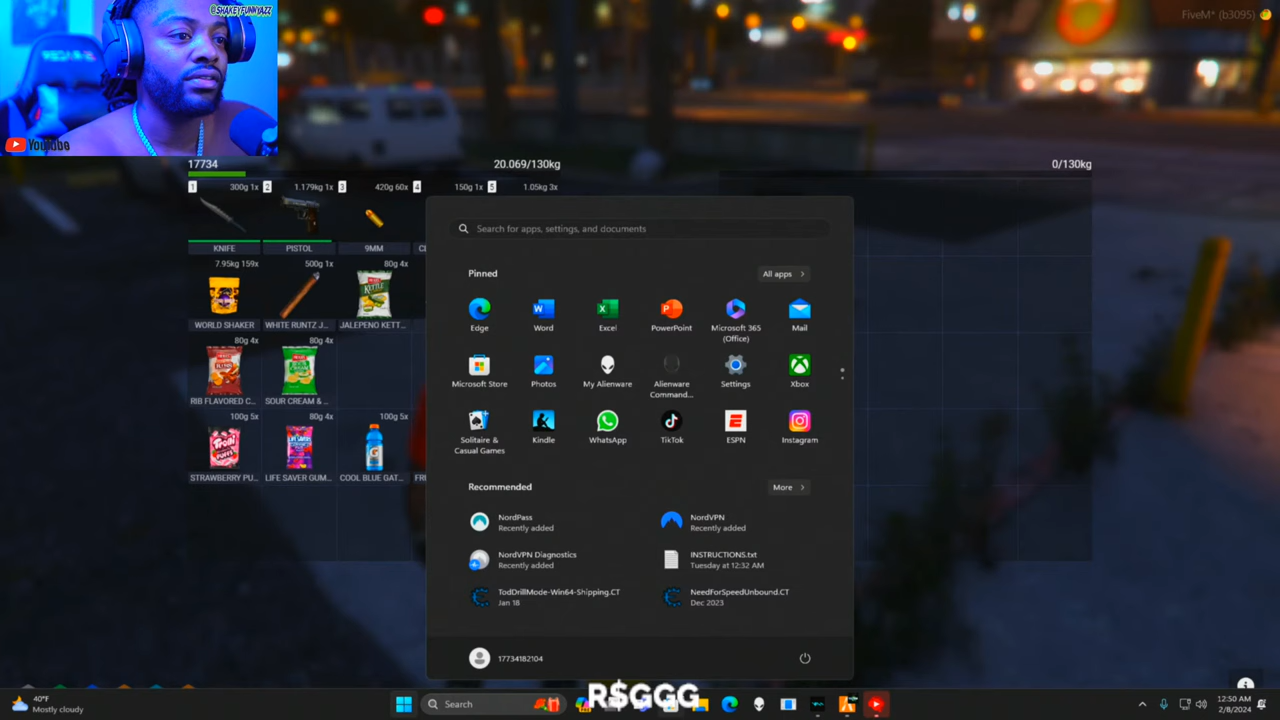 @SHAKEYFUNNYAZZ
FiveM* (b3095)
YouTube
17734
20.069/130kg
0/130kg
1 300g 1x 2 1.179kg 1x 3 420g 60x 4 150g 1x 5 1.05kg 3x
KNIFE PISTOL 9MM
7.95kg 159x 500g 1x 80g 4x
WORLD SHAKER WHITE RUNTZ J... JALEPENO KETT...
80g 4x 80g 4x
RIB FLAVORED C... SOUR CREAM & ...
100g 5x 80g 4x 100g 5x
STRAWBERRY PU... LIFE SAVER GUM... COOL BLUE GAT...
Search for apps, settings, and documents
Pinned
All apps >
Edge Word Excel PowerPoint Microsoft 365 (Office) Mail
Microsoft Store Photos My Alienware Alienware Command... Settings Xbox
Solitaire & Casual Games Kindle WhatsApp TikTok ESPN Instagram
Recommended
More >
NordPass
Recently added
NordVPN
Recently added
NordVPN Diagnostics
Recently added
INSTRUCTIONS.txt
Tuesday at 12:32 AM
TodDrillMode-Win64-Shipping.CT
Jan 18
NeedForSpeedUnbound.CT
Dec 2023
17734182104
40°F
Mostly cloudy
Search
R$GGG
12:50 AM
2/8/2024